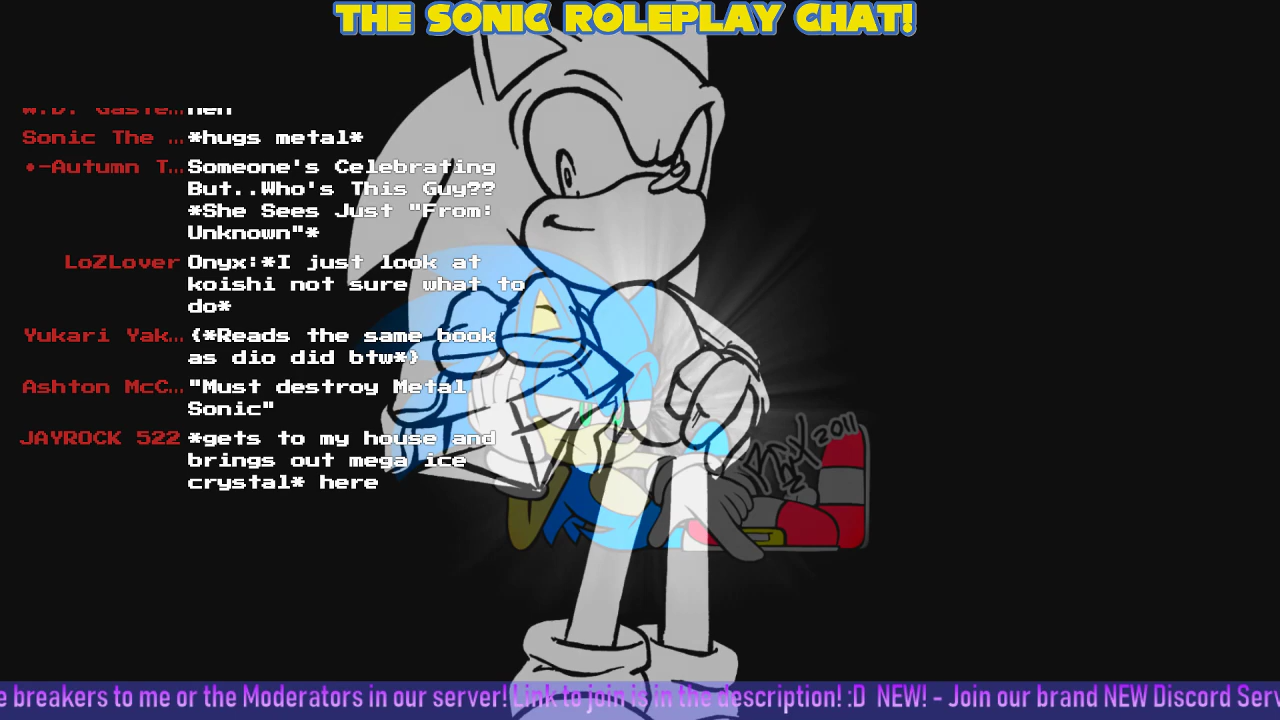 THE SONIC ROLEPLAY CHAT!
W.D. Gaste… heh
Sonic The … *hugs metal*
•-Autumn T… Someone's Celebrating
But..Who's This Guy??
*She Sees Just "From:
Unknown"*
LoZLover Onyx:*I just look at
koishi not sure what to
do*
Yukari Yak… {*Reads the same book
as dio did btw*}
Ashton McC… "Must destroy Metal
Sonic"
JAYROCK 522 *gets to my house and
brings out mega ice
crystal* here
2011
e breakers to me or the Moderators in our server! Link to join is in the description! :D NEW! - Join our brand NEW Discord Serv